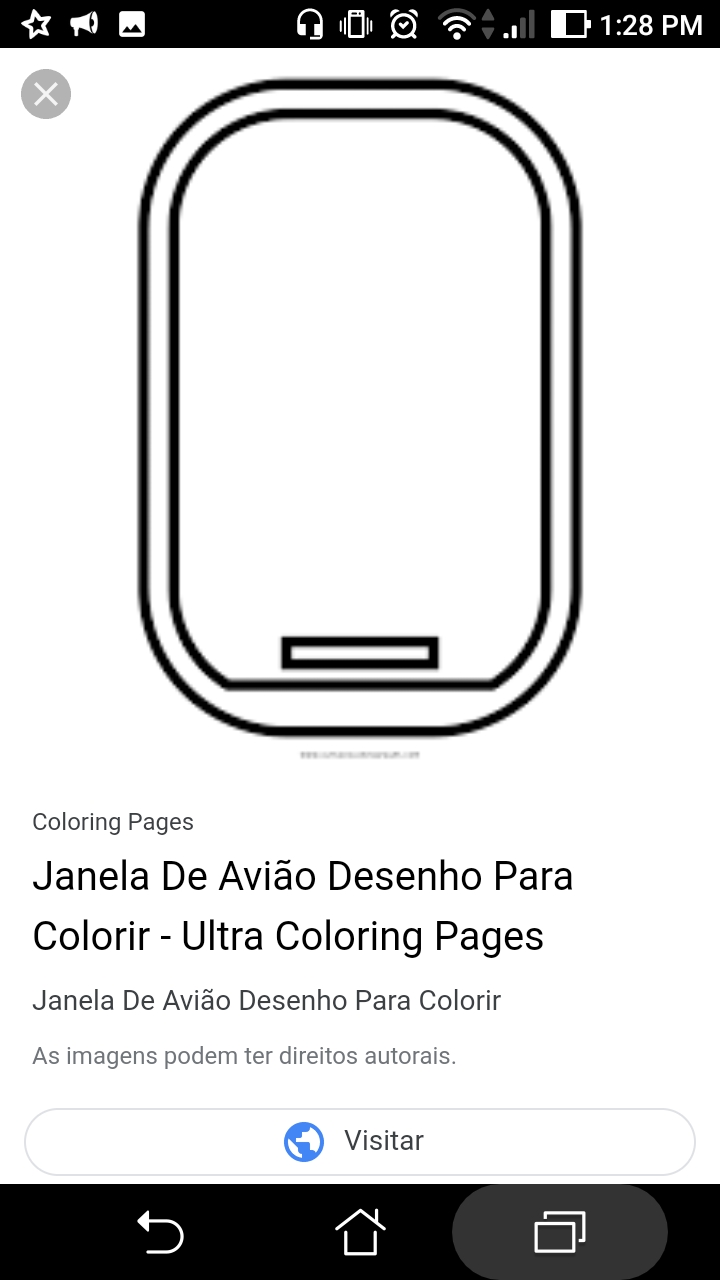 1:28 PM
Coloring Pages
Janela De Avião Desenho Para
Colorir - Ultra Coloring Pages
Janela De Avião Desenho Para Colorir
As imagens podem ter direitos autorais.
Visitar